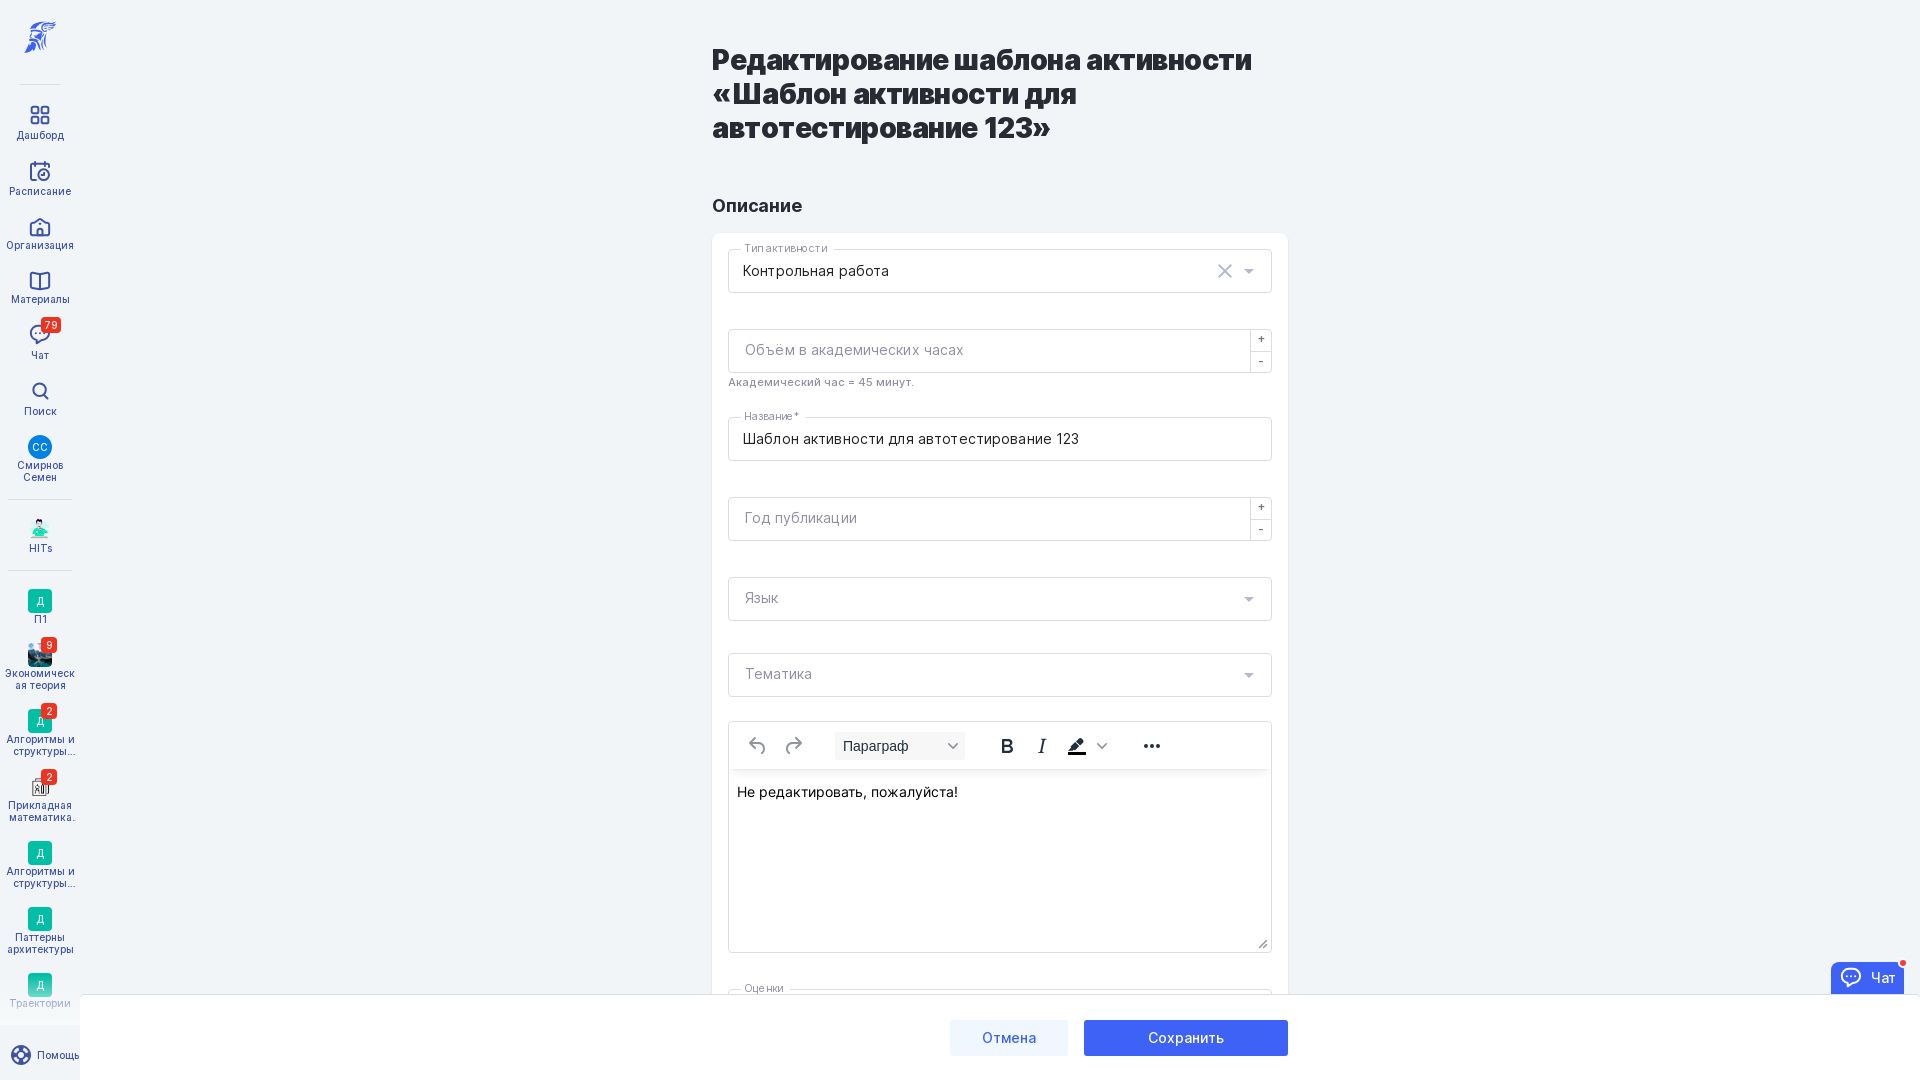 Дашборд
Расписание
Организация
Материалы
79
Чат
Поиск
СС
Смирнов
Семен
HITs
Д
П1
9
Экономическ
ая теория
2
Д
Алгоритмы и
структуры...
2
Прикладная
математика.
Д
Алгоритмы и
структуры...
Д
Паттерны
архитектуры
Д
Траектории
Помощь
Редактирование шаблона активности
«Шаблон активности для
автотестирование 123»
Описание
Тип активности
Контрольная работа
Объём в академических часах
+
-
Академический час = 45 минут.
Название*
Шаблон активности для автотестирование 123
Год публикации
+
-
Язык
Тематика
Параграф
B I
Не редактировать, пожалуйста!
Оценки
Чат
Отмена
Сохранить